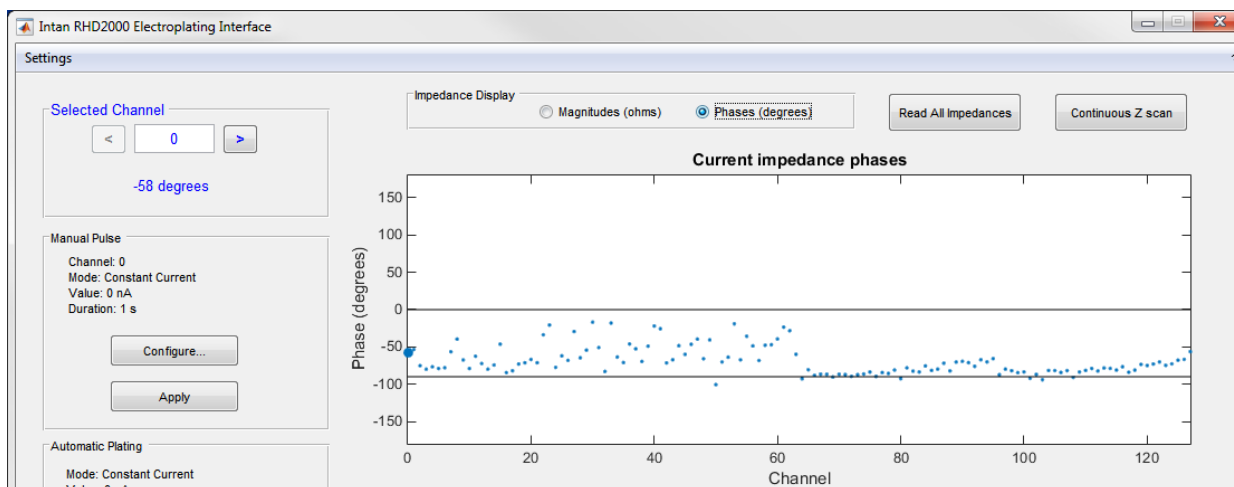 Intan RHD2000 Electroplating Interface
Settings
Selected Channel
< 0 >
-58 degrees
Manual Pulse
Channel: 0
Mode: Constant Current
Value: 0 nA
Duration: 1 s
Configure...
Apply
Automatic Plating
Mode: Constant Current
Impedance Display
Magnitudes (ohms) Phases (degrees)
Read All Impedances
Continuous Z scan
Current impedance phases
Phase (degrees)
150
100
50
0
-50
-100
-150
0 20 40 60 80 100 120
Channel